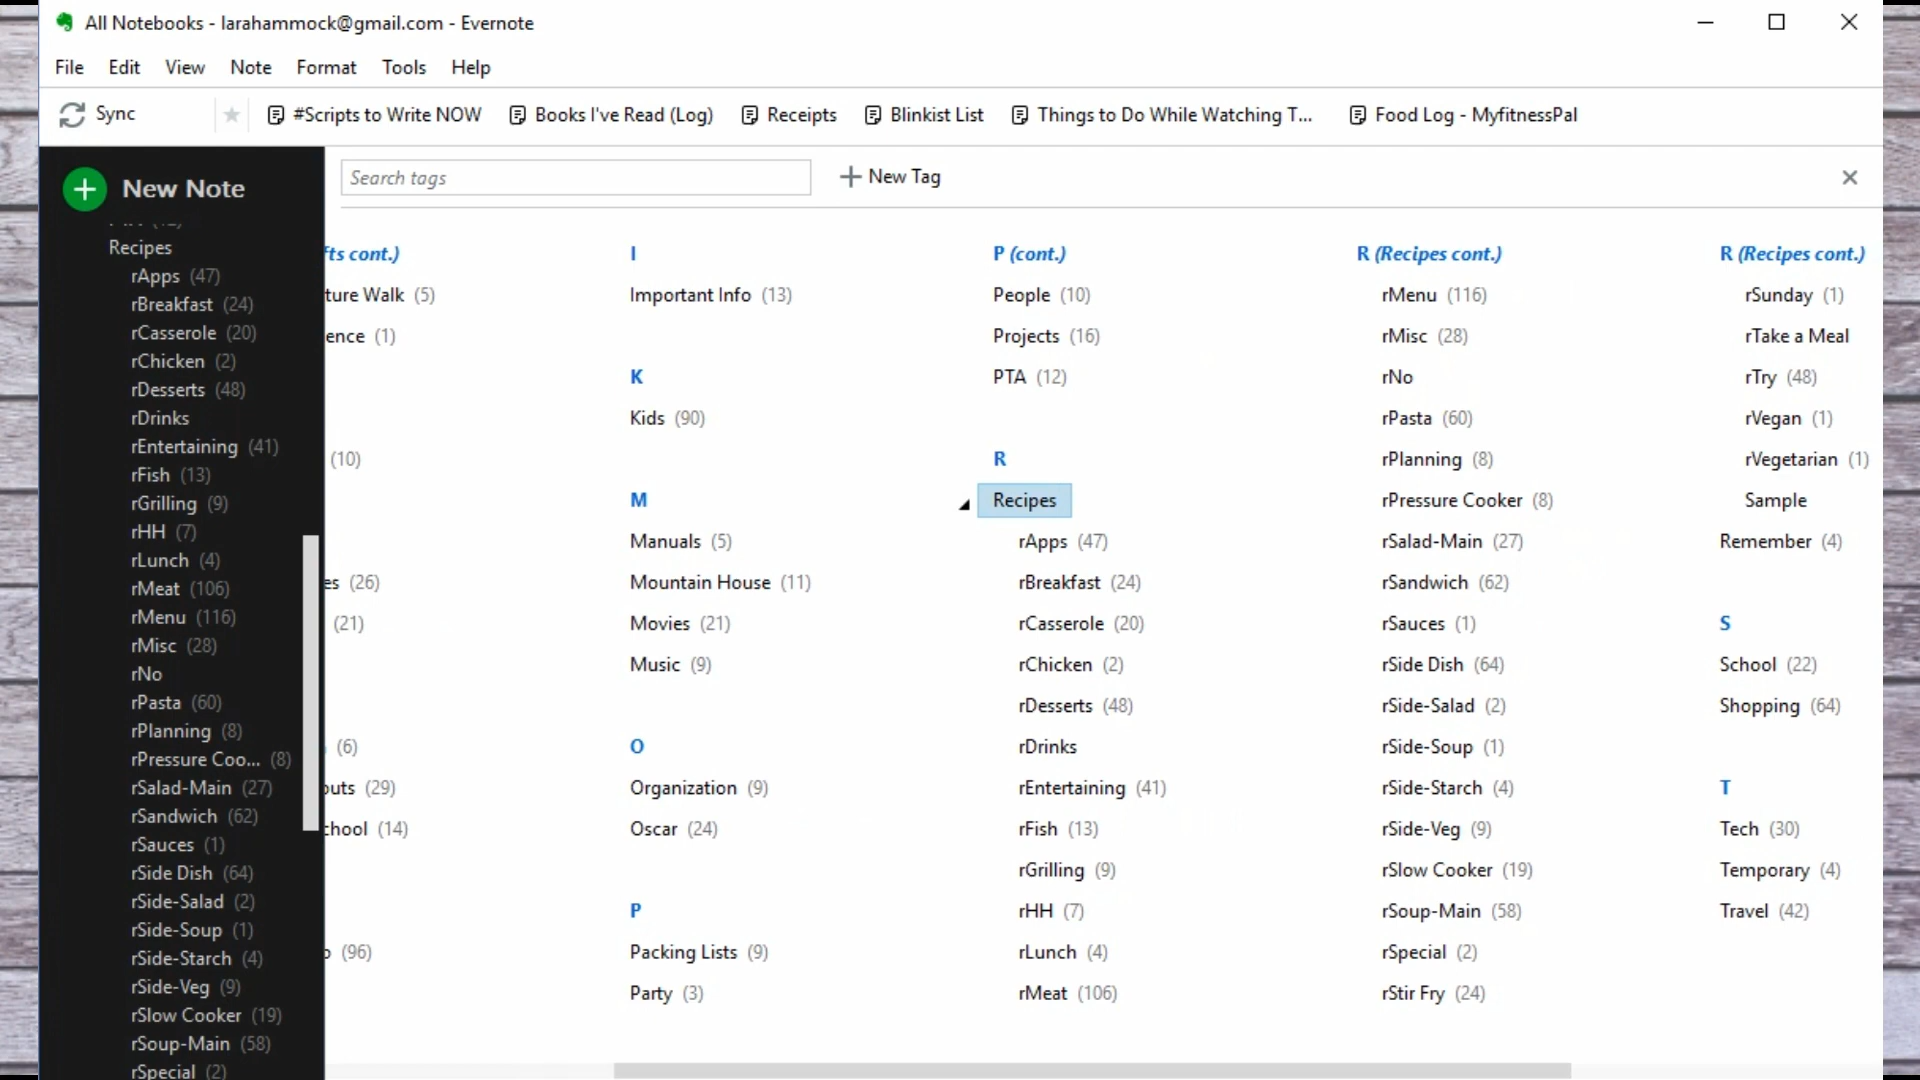 All Notebooks - larahammock@gmail.com - Evernote
File Edit View Note Format Tools Help
Sync #Scripts to Write NOW Books I've Read (Log) Receipts Blinkist List Things to Do While Watching T... Food Log - MyfitnessPal
New Note
Recipes
rApps (47)
rBreakfast (24)
rCasserole (20)
rChicken (2)
rDesserts (48)
rDrinks
rEntertaining (41)
rFish (13)
rGrilling (9)
rHH (7)
rLunch (4)
rMeat (106)
rMenu (116)
rMisc (28)
rNo
rPasta (60)
rPlanning (8)
rPressure Coo... (8)
rSalad-Main (27)
rSandwich (62)
rSauces (1)
rSide Dish (64)
rSide-Salad (2)
rSide-Soup (1)
rSide-Starch (4)
rSide-Veg (9)
rSlow Cooker (19)
rSoup-Main (58)
rSpecial (2)
Search tags
New Tag
fts cont.)
ture Walk (5)
ence (1)
(10)
es (26)
(21)
(6)
outs (29)
chool (14)
(96)
I
Important Info (13)
K
Kids (90)
M
Manuals (5)
Mountain House (11)
Movies (21)
Music (9)
O
Organization (9)
Oscar (24)
P
Packing Lists (9)
Party (3)
P (cont.)
People (10)
Projects (16)
PTA (12)
R
Recipes
rApps (47)
rBreakfast (24)
rCasserole (20)
rChicken (2)
rDesserts (48)
rDrinks
rEntertaining (41)
rFish (13)
rGrilling (9)
rHH (7)
rLunch (4)
rMeat (106)
R (Recipes cont.)
rMenu (116)
rMisc (28)
rNo
rPasta (60)
rPlanning (8)
rPressure Cooker (8)
rSalad-Main (27)
rSandwich (62)
rSauces (1)
rSide Dish (64)
rSide-Salad (2)
rSide-Soup (1)
rSide-Starch (4)
rSide-Veg (9)
rSlow Cooker (19)
rSoup-Main (58)
rSpecial (2)
rStir Fry (24)
R (Recipes cont.)
rSunday (1)
rTake a Meal
rTry (48)
rVegan (1)
rVegetarian (1)
Sample
Remember (4)
S
School (22)
Shopping (64)
T
Tech (30)
Temporary (4)
Travel (42)